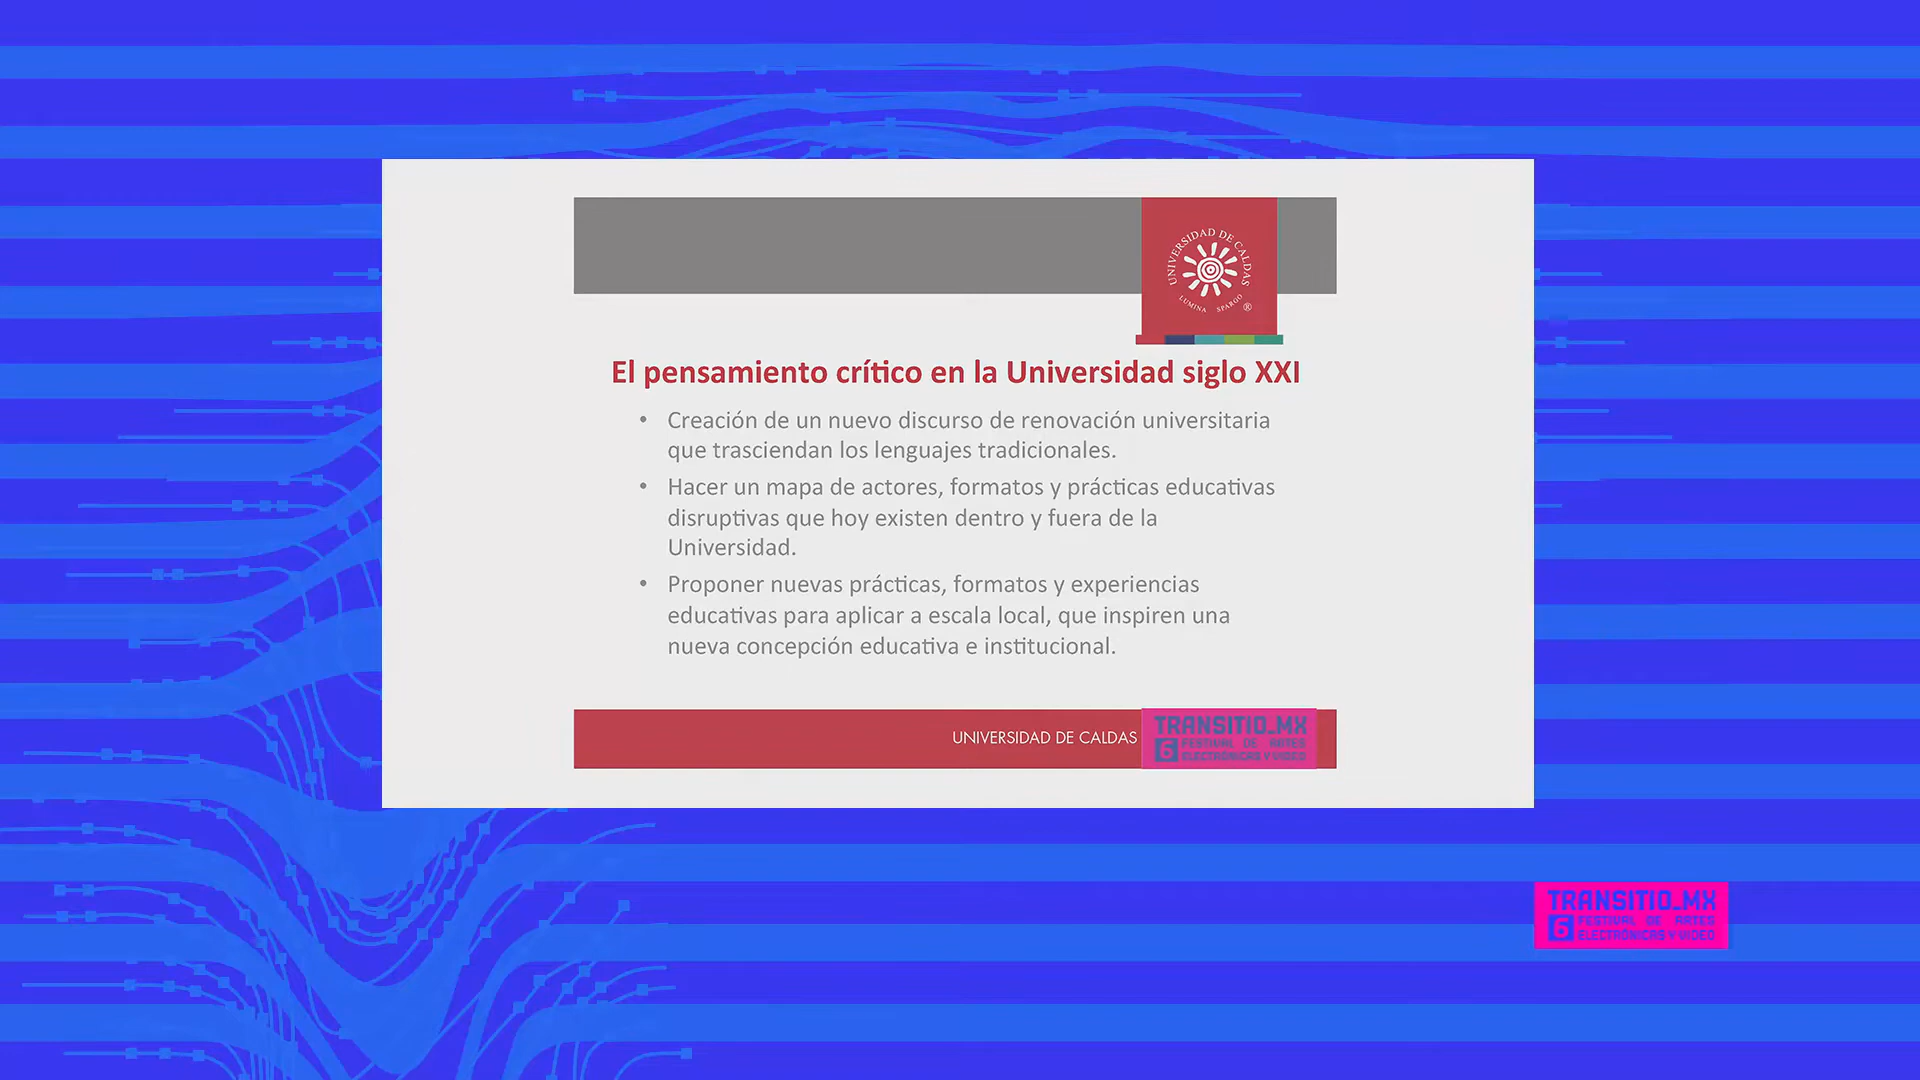 UNIVERSIDAD DE CALDAS
LUMINA SPARGO
®
El pensamiento crítico en la Universidad siglo XXI
• Creación de un nuevo discurso de renovación universitaria
que trasciendan los lenguajes tradicionales.
• Hacer un mapa de actores, formatos y prácticas educativas
disruptivas que hoy existen dentro y fuera de la
Universidad.
• Proponer nuevas prácticas, formatos y experiencias
educativas para aplicar a escala local, que inspiren una
nueva concepción educativa e institucional.
UNIVERSIDAD DE CALDAS
TRANSITIO_MX
6 FESTIVAL DE ARTES
ELECTRÓNICAS Y VIDEO
TRANSITIO_MX
6 FESTIVAL DE ARTES
ELECTRÓNICAS Y VIDEO